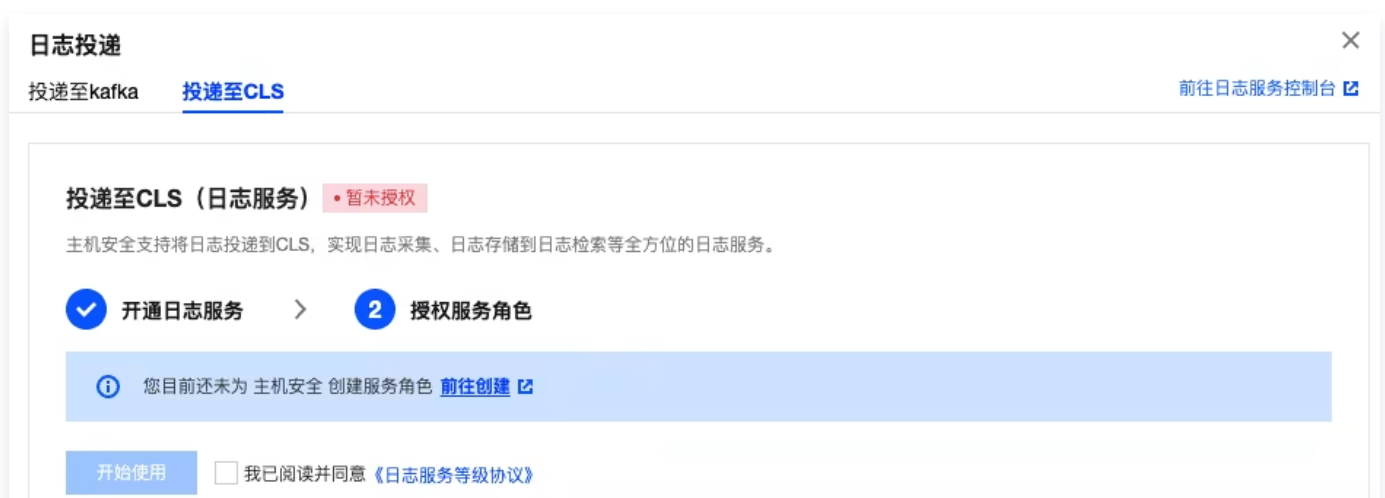 日志投递
投递至kafka 投递至CLS 前往日志服务控制台
投递至CLS（日志服务） 暂未授权
主机安全支持将日志投递到CLS，实现日志采集、日志存储到日志检索等全方位的日志服务。
开通日志服务 2 授权服务角色
您目前还未为 主机安全 创建服务角色 前往创建
开始使用 我已阅读并同意《日志服务等级协议》